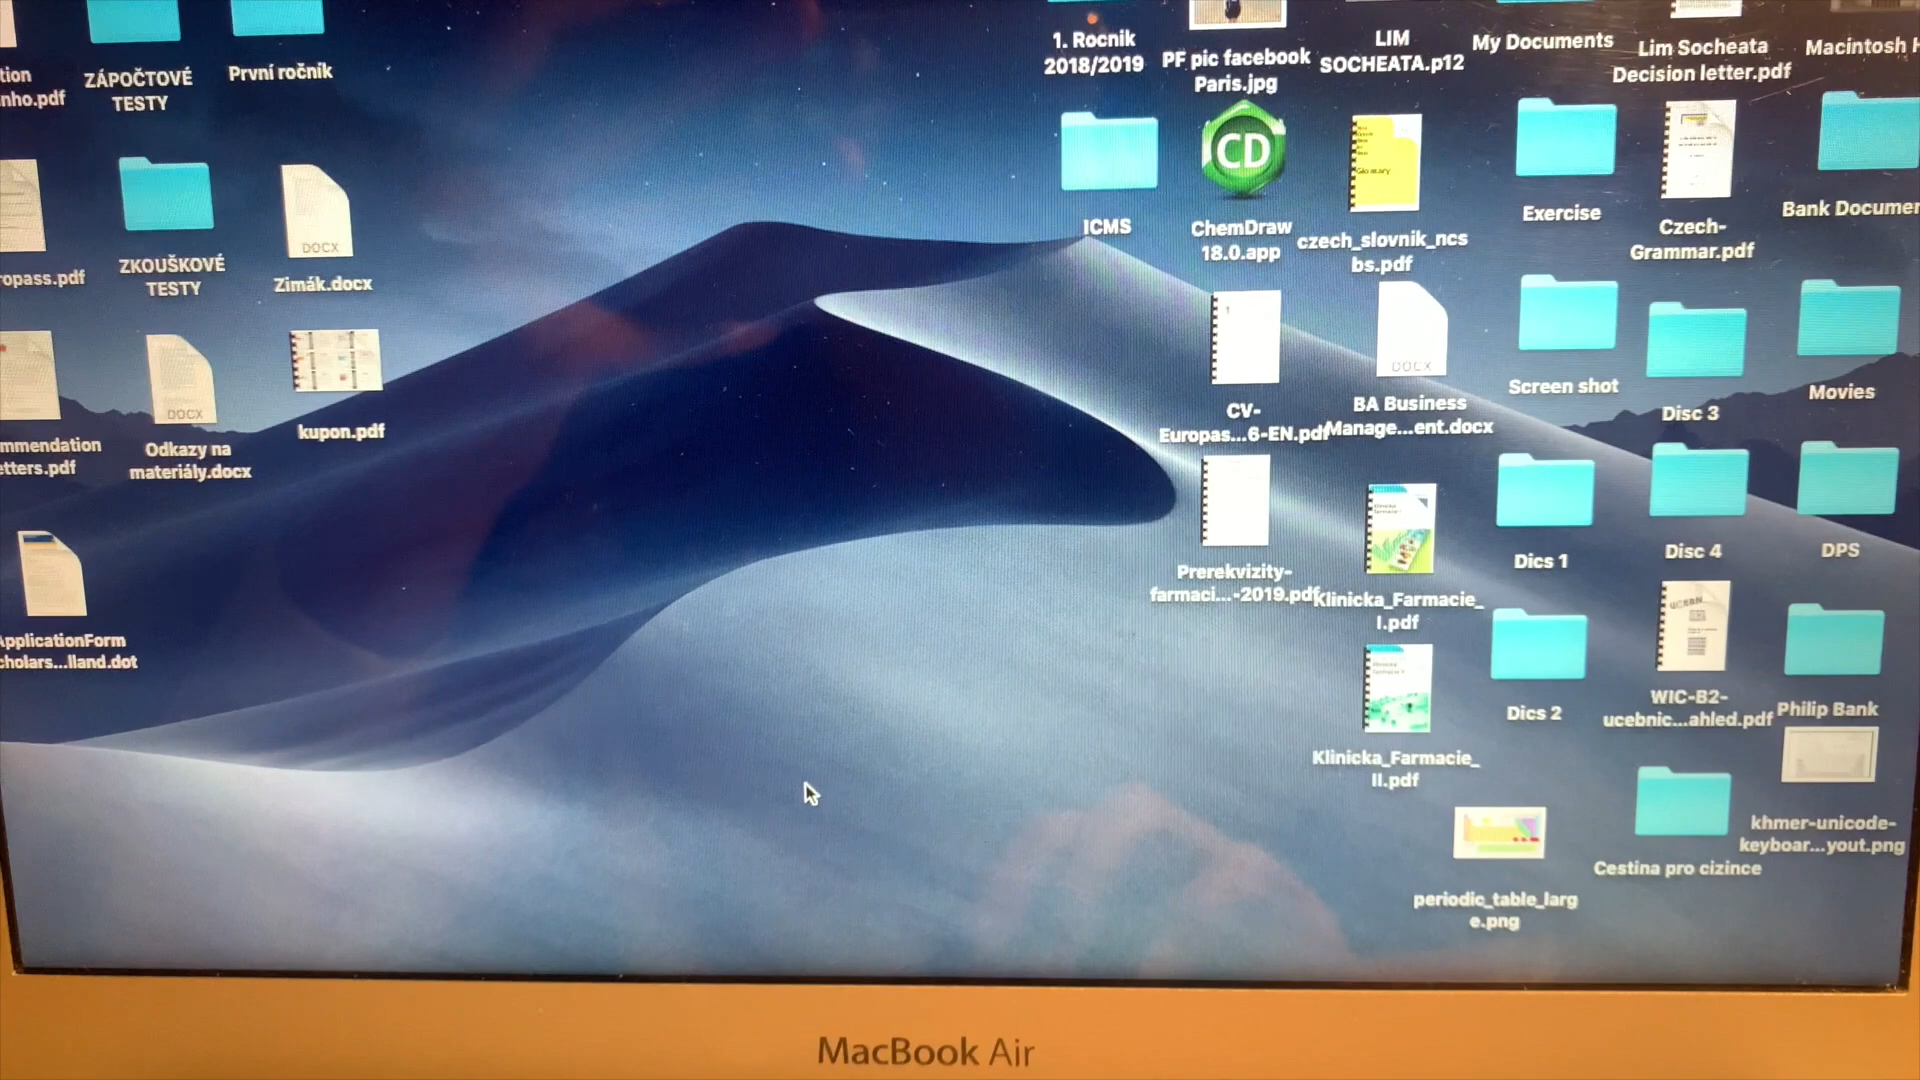 tion
nho.pdf
ZÁPOČTOVÉ
TESTY
První ročník
1. Rocnik
2018/2019
PF pic facebook
Paris.jpg
LIM
SOCHEATA.p12
My Documents
Lim Socheata
Decision letter.pdf
Macintosh H
opass.pdf
ZKOUŠKOVÉ
TESTY
DOCX
Zimák.docx
ICMS
CD
ChemDraw
18.0.app
Glossary
czech_slovnik_ncs
bs.pdf
Exercise
Czech-
Grammar.pdf
Bank Documen
mmendation
etters.pdf
DOCX
Odkazy na
materiály.docx
kupon.pdf
CV-
Europas...6-EN.pdf
DOCX
BA Business
Manage...ent.docx
Screen shot
Disc 3
Movies
ApplicationForm
cholars...lland.dot
Prerekvizity-
farmaci...-2019.pdf
Klinicka_Farmacie_
I.pdf
Dics 1
Disc 4
DPS
Klinicka_Farmacie_
II.pdf
Dics 2
UCEBN
WIC-B2-
ucebnic...ahled.pdf
Philip Bank
periodic_table_larg
e.png
Cestina pro cizince
khmer-unicode-
keyboar...yout.png
MacBook Air